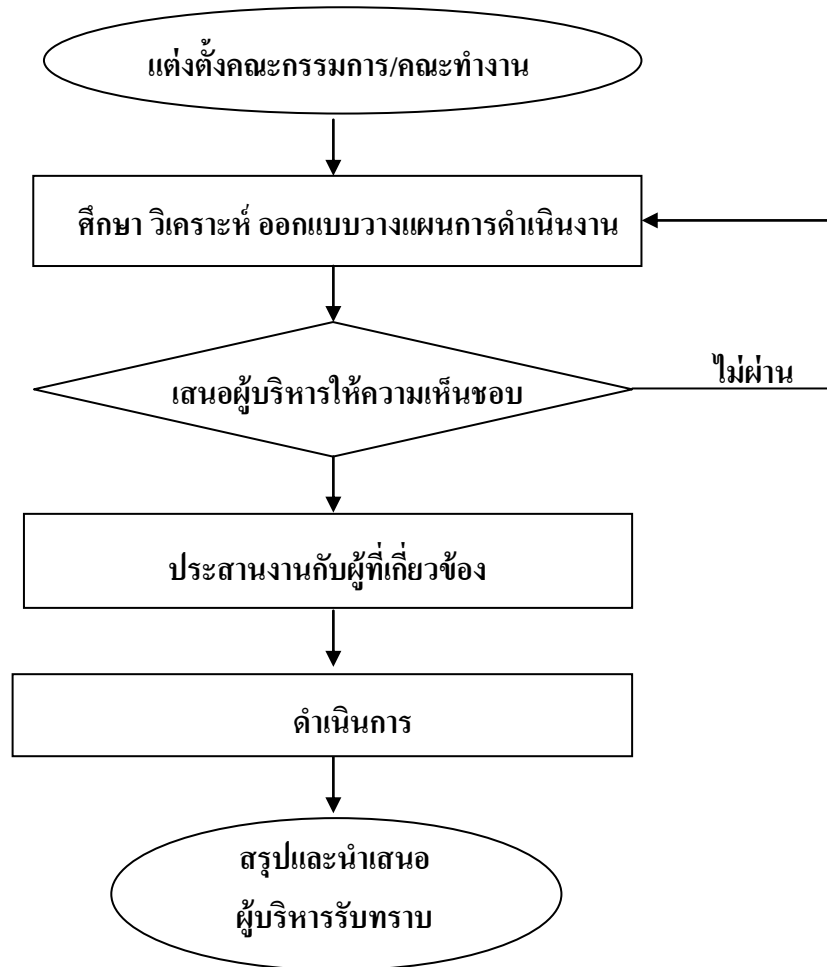 แต่งตั้งคณะกรรมการ/คณะทำงาน
ศึกษา วิเคราะห์ ออกแบบวางแผนการดำเนินงาน
เสนอผู้บริหารให้ความเห็นชอบ
ไม่ผ่าน
ประสานงานกับผู้ที่เกี่ยวข้อง
ดำเนินการ
สรุปและนำเสนอ
ผู้บริหารรับทราบ